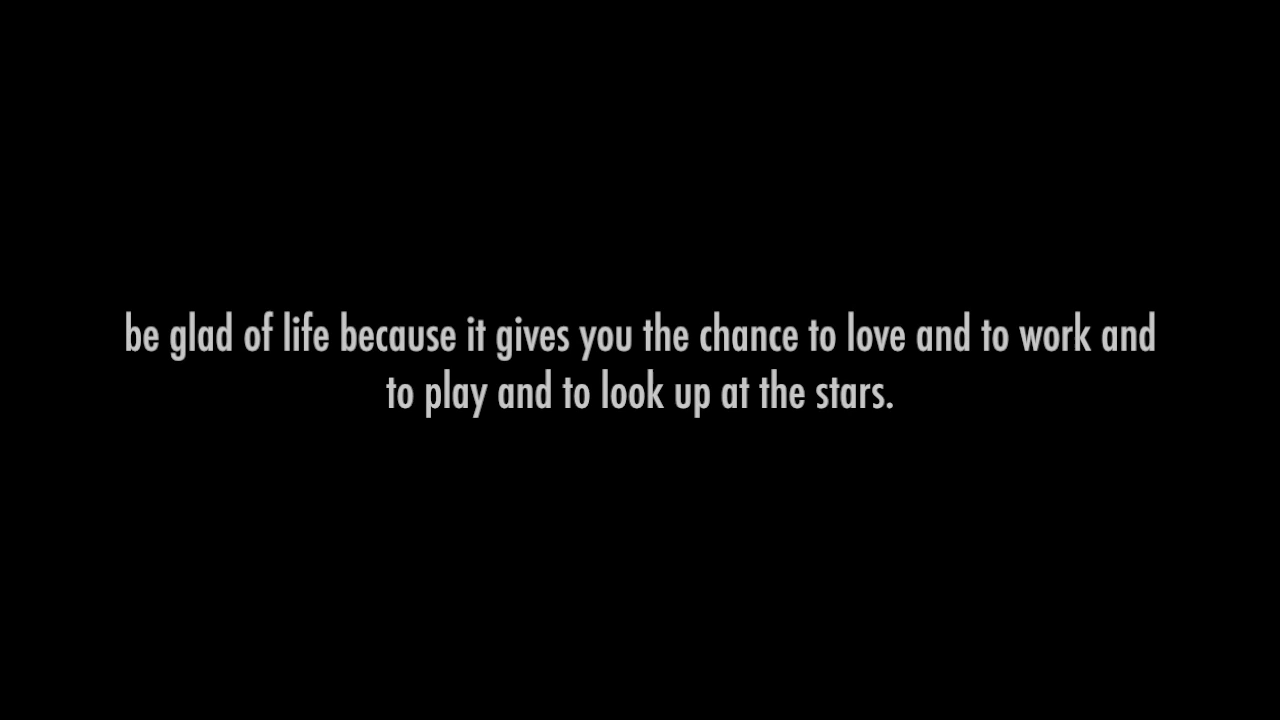 be glad of life because it gives you the chance to love and to work and
to play and to look up at the stars.